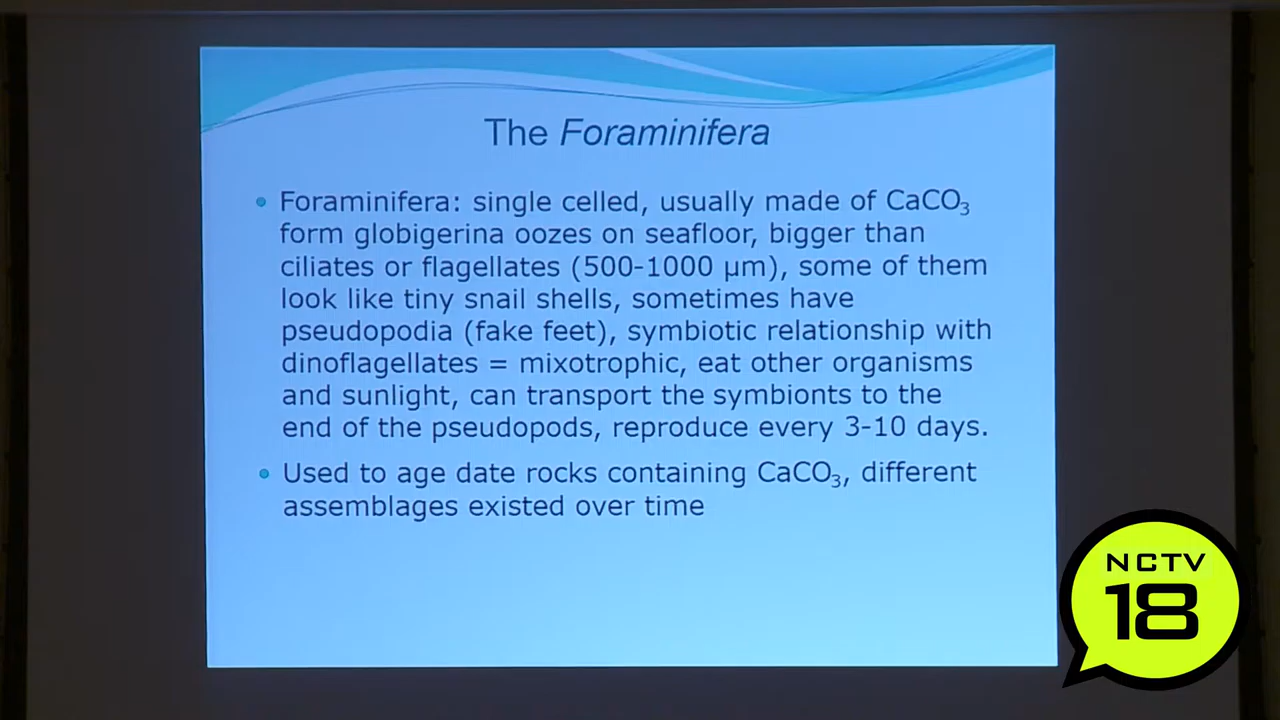 The Foraminifera
• Foraminifera: single celled, usually made of CaCO₃
form globigerina oozes on seafloor, bigger than
ciliates or flagellates (500-1000 µm), some of them
look like tiny snail shells, sometimes have
pseudopodia (fake feet), symbiotic relationship with
dinoflagellates = mixotrophic, eat other organisms
and sunlight, can transport the symbionts to the
end of the pseudopods, reproduce every 3-10 days.
• Used to age date rocks containing CaCO₃, different
assemblages existed over time
NCTV
18